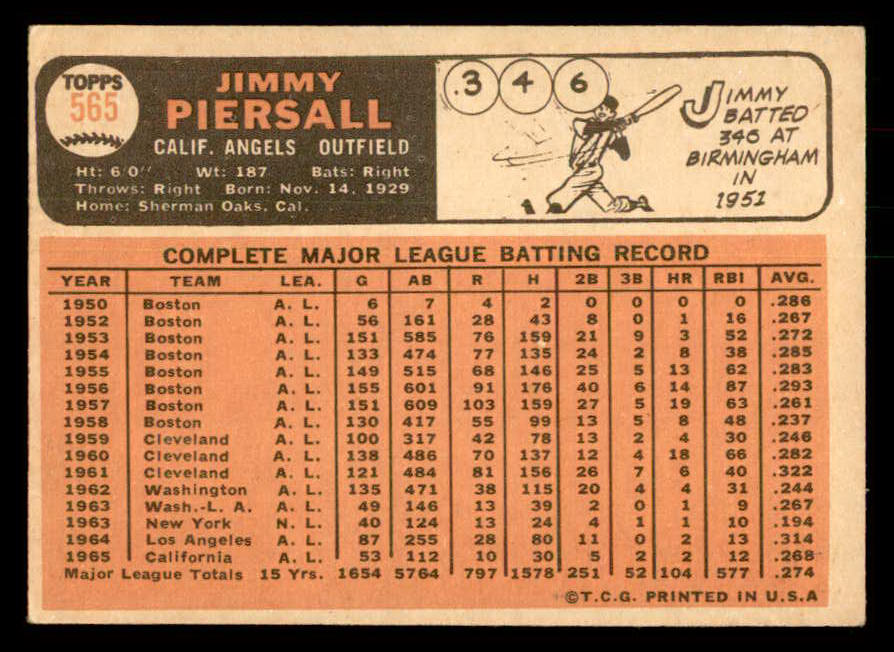 TOPPS
565
JIMMY
PIERSALL
CALIF. ANGELS OUTFIELD
Ht: 6'0" Wt: 187 Bats: Right
Throws: Right Born: Nov. 14, 1929
Home: Sherman Oaks, Cal.
.3 4 6
JIMMY
BATTED
346 AT
BIRMINGHAM
IN
1951
COMPLETE MAJOR LEAGUE BATTING RECORD
YEAR TEAM LEA. G AB R H 2B 3B HR RBI AVG.
1950 Boston A. L. 6 7 4 2 0 0 0 0 .286
1952 Boston A. L. 56 161 28 43 8 0 1 16 .267
1953 Boston A. L. 151 585 76 159 21 9 3 52 .272
1954 Boston A. L. 133 474 77 135 24 2 8 38 .285
1955 Boston A. L. 149 515 68 146 25 5 13 62 .283
1956 Boston A. L. 155 601 91 176 40 6 14 87 .293
1957 Boston A. L. 151 609 103 159 27 5 19 63 .261
1958 Boston A. L. 130 417 55 99 13 5 8 48 .237
1959 Cleveland A. L. 100 317 42 78 13 2 4 30 .246
1960 Cleveland A. L. 138 486 70 137 12 4 18 66 .282
1961 Cleveland A. L. 121 484 81 156 26 7 6 40 .322
1962 Washington A. L. 135 471 38 115 20 4 4 31 .244
1963 Wash.-L. A. A. L. 49 146 13 39 2 0 1 9 .267
1963 New York N. L. 40 124 13 24 4 1 1 10 .194
1964 Los Angeles A. L. 87 255 28 80 11 0 2 13 .314
1965 California A. L. 53 112 10 30 5 2 2 12 .268
Major League Totals 15 Yrs. 1654 5764 797 1578 251 52 104 577 .274
©T.C.G. PRINTED IN U.S.A